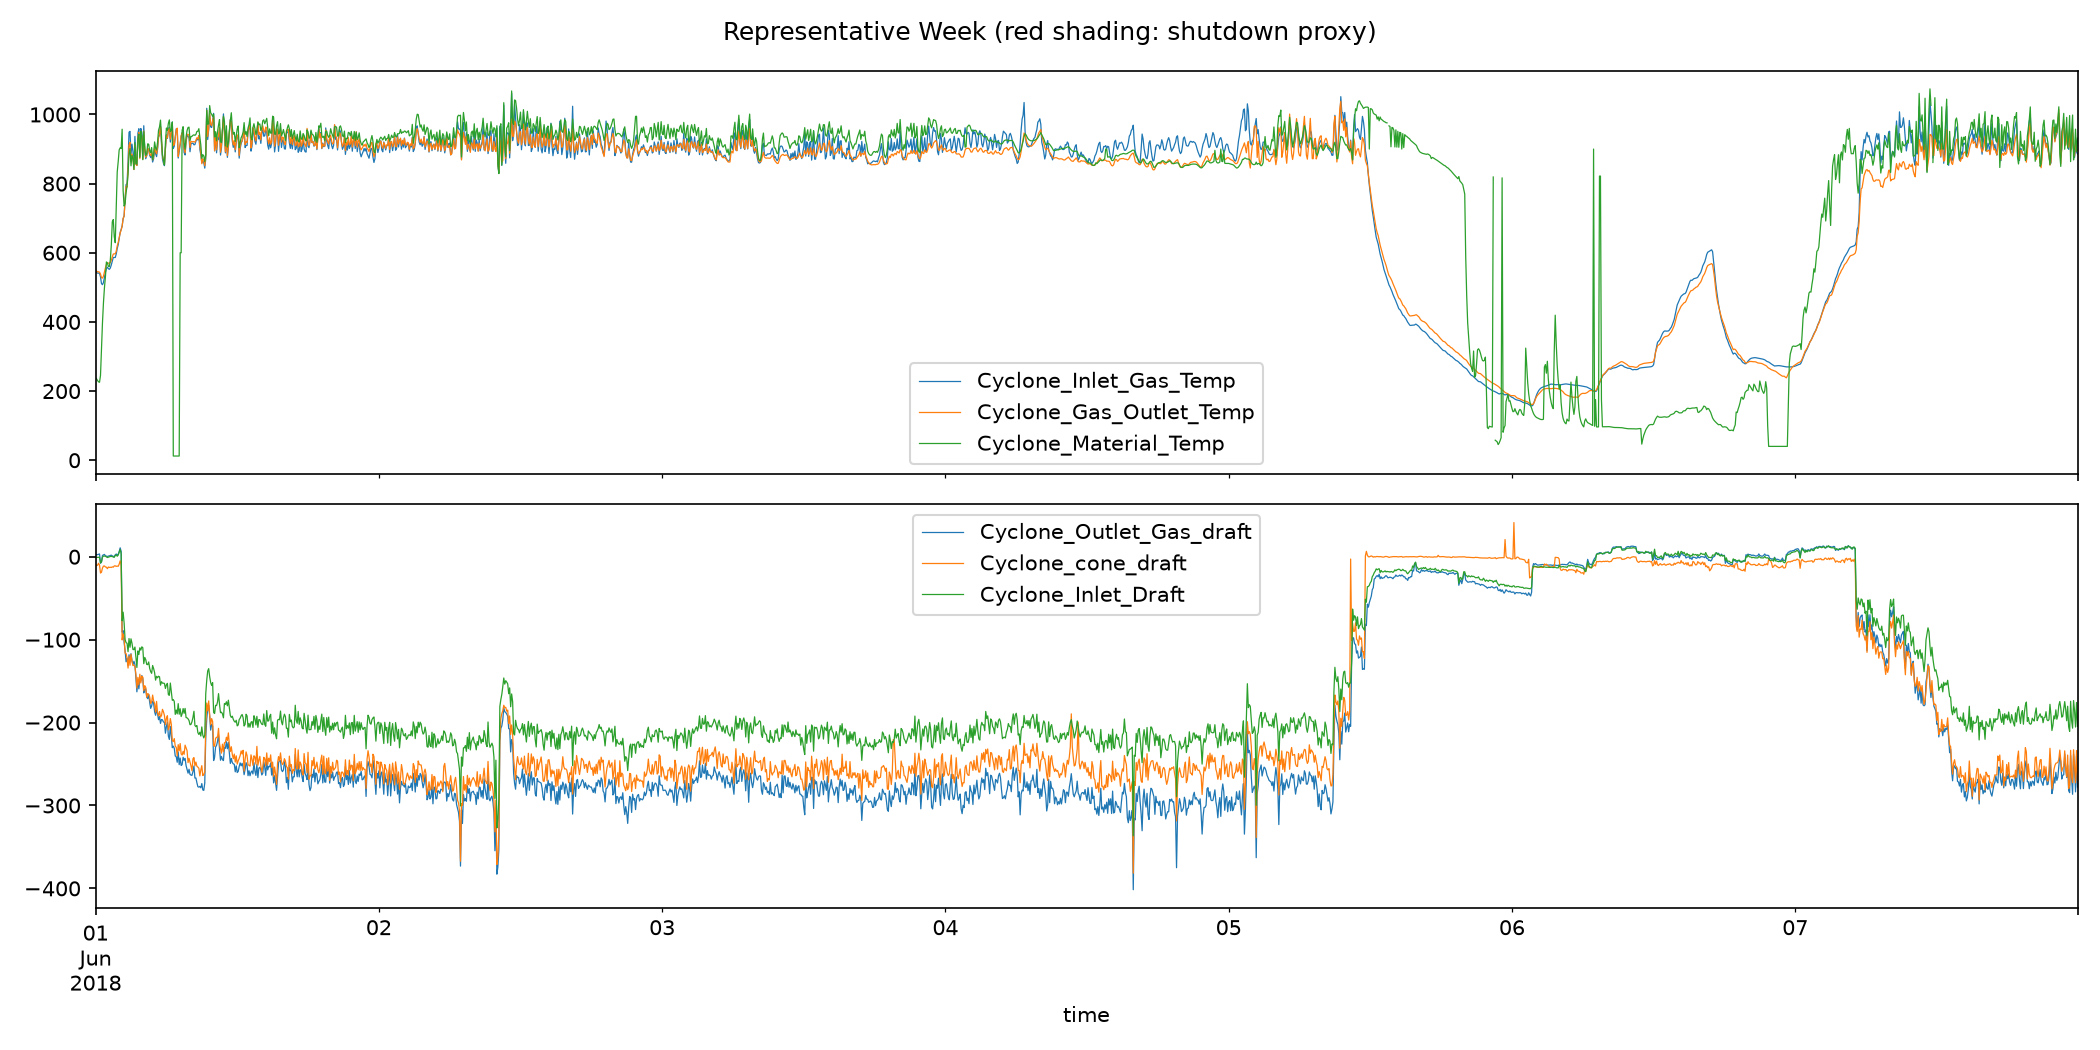 Representative Week (red shading: shutdown proxy)
1000
800
600
400
200
0
Cyclone_Inlet_Gas_Temp
Cyclone_Gas_Outlet_Temp
Cyclone_Material_Temp
0
−100
−200
−300
−400
Cyclone_Outlet_Gas_draft
Cyclone_cone_draft
Cyclone_Inlet_Draft
01 02 03 04 05 06 07
Jun
2018
time